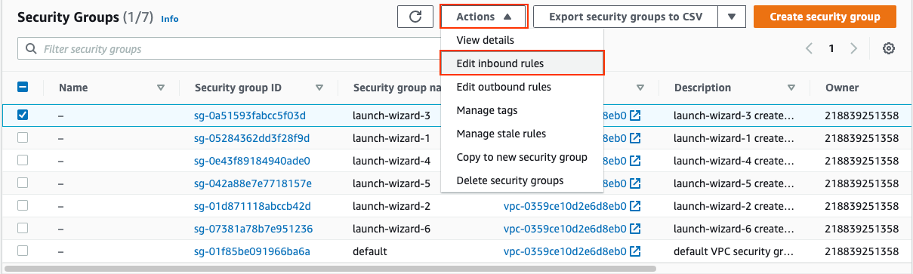 Security Groups (1/7) Info
Actions ▲ Export security groups to CSV ▼ Create security group
Filter security groups
1
View details
Edit inbound rules
Edit outbound rules
Manage tags
Manage stale rules
Copy to new security group
Delete security groups
Name Security group ID Security group na Description Owner
– sg-0a51593fabcc5f03d launch-wizard-3 d8eb0 launch-wizard-3 create... 218839251358
– sg-05284362dd3f28f9d launch-wizard-1 d8eb0 launch-wizard-1 create... 218839251358
– sg-0e43f89184940ade0 launch-wizard-4 d8eb0 launch-wizard-4 create... 218839251358
– sg-042a88e7e7718157e launch-wizard-5 d8eb0 launch-wizard-5 create... 218839251358
– sg-01d871118abccb42d launch-wizard-2 vpc-0359ce10d2e6d8eb0 launch-wizard-2 create... 218839251358
– sg-07381a78b7e951236 launch-wizard-6 vpc-0359ce10d2e6d8eb0 launch-wizard-6 create... 218839251358
– sg-01f85be091966ba6a default vpc-0359ce10d2e6d8eb0 default VPC security gr... 218839251358